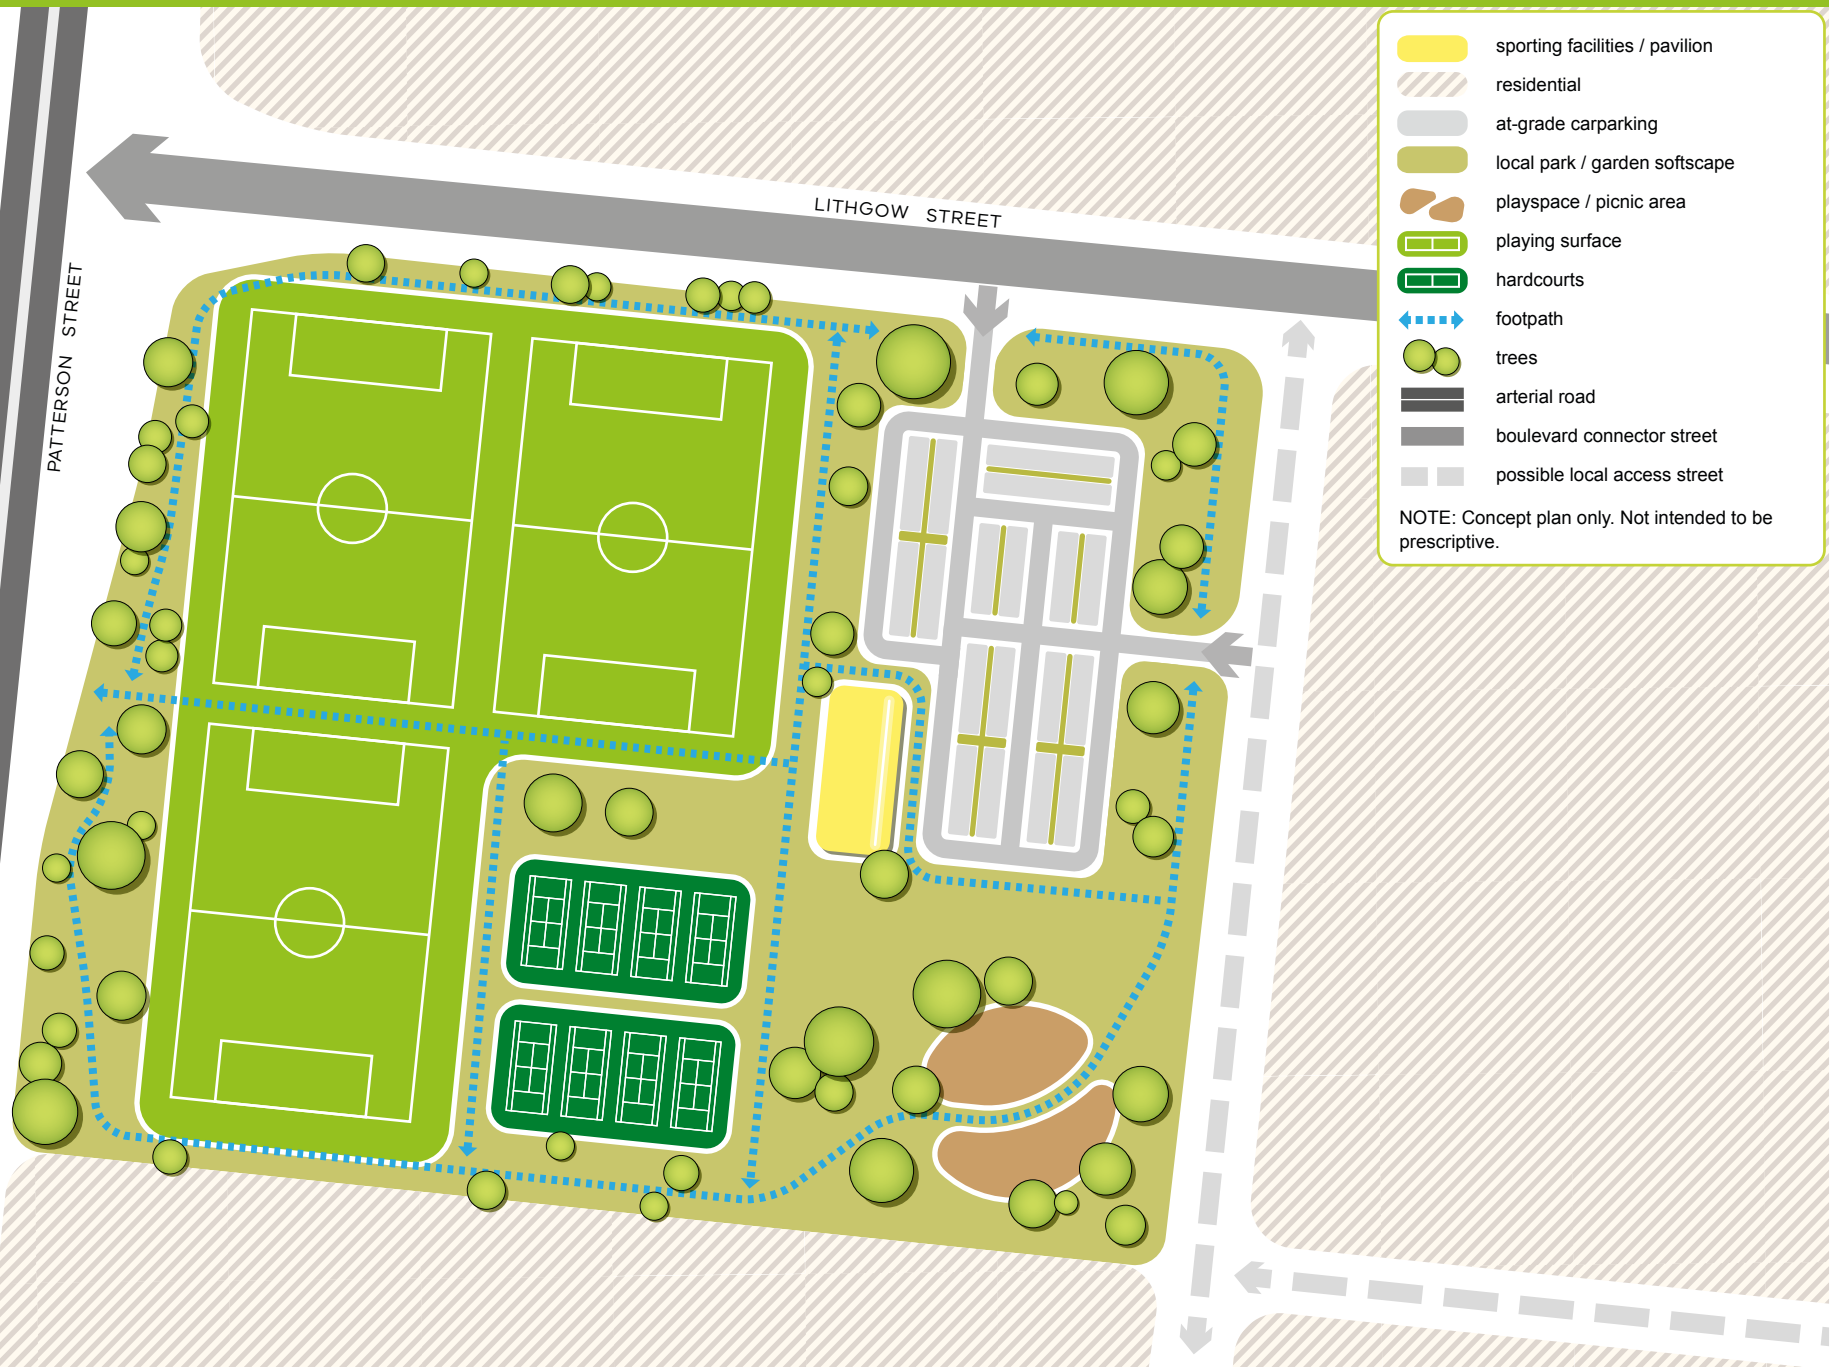 sporting facilities / pavilion
residential
at-grade carparking
local park / garden softscape
playspace / picnic area
playing surface
hardcourts
footpath
trees
arterial road
boulevard connector street
possible local access street
NOTE: Concept plan only. Not intended to be
prescriptive.
LITHGOW STREET
PATTERSON STREET